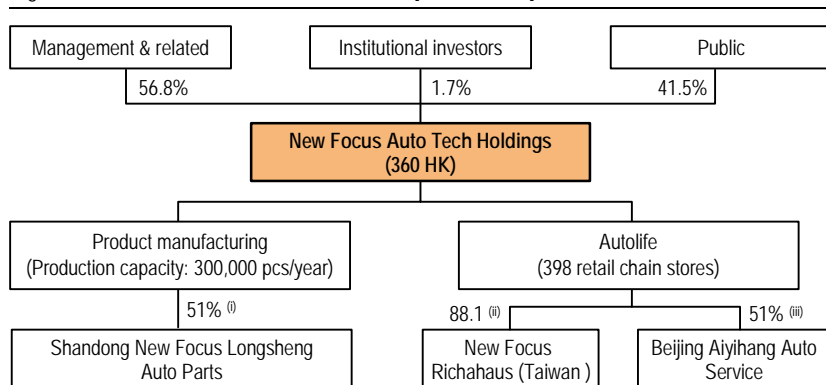 Management & related
Institutional investors
Public
56.8%
1.7%
41.5%
New Focus Auto Tech Holdings
(360 HK)
Product manufacturing
(Production capacity: 300,000 pcs/year)
Autolife
(398 retail chain stores)
51% (i)
88.1 (ii)
51% (iii)
Shandong New Focus Longsheng
Auto Parts
New Focus
Richahaus (Taiwan )
Beijing Aiyihang Auto
Service